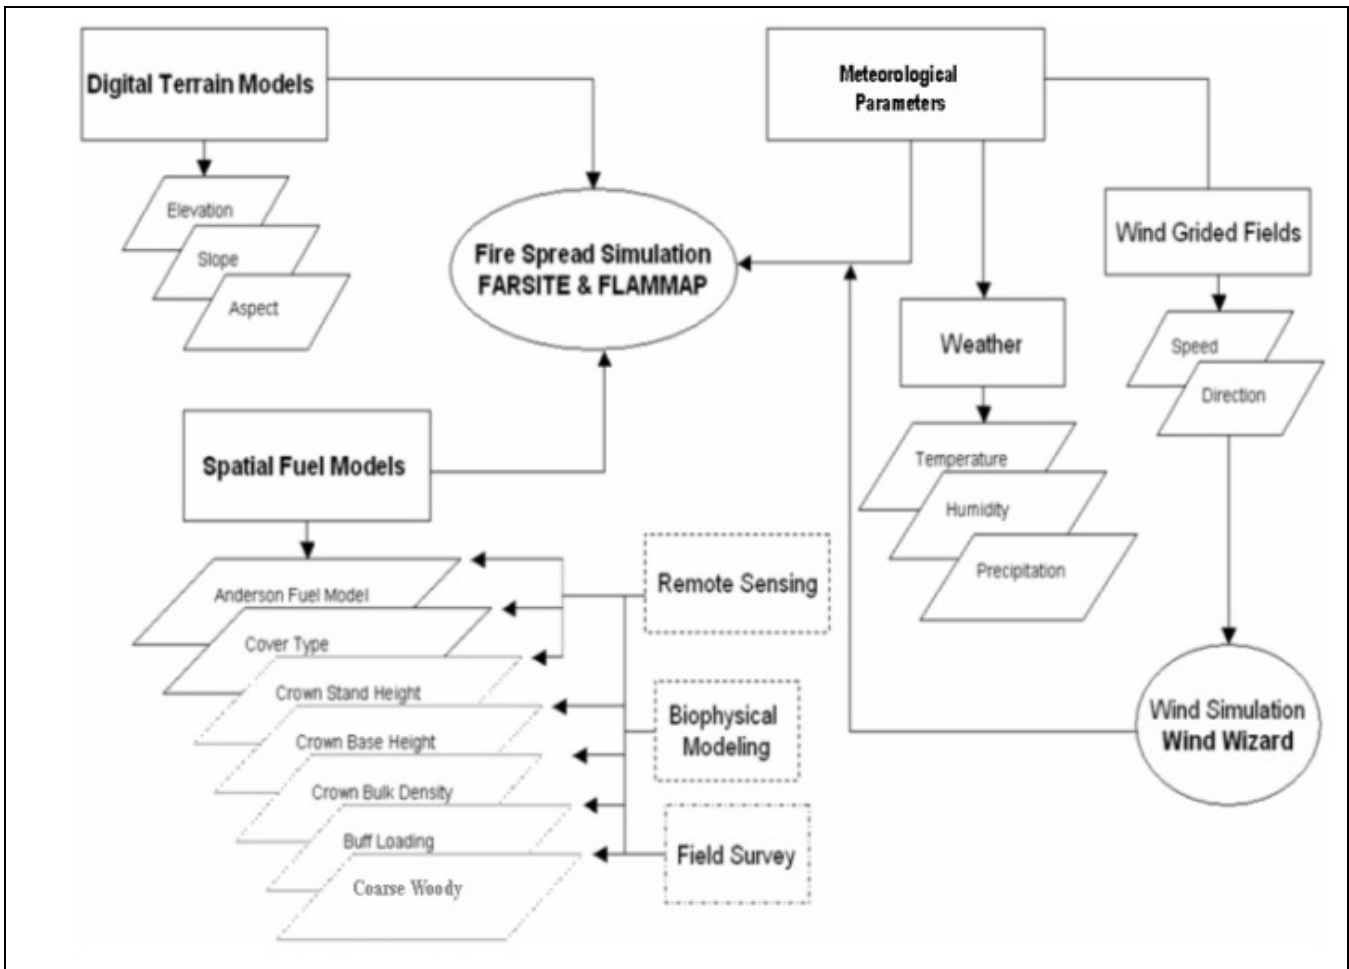 Digital Terrain Models
Elevation
Slope
Aspect
Meteorological
Parameters
Fire Spread Simulation
FARSITE & FLAMMAP
Wind Grided Fields
Speed
Direction
Weather
Temperature
Humidity
Precipitation
Spatial Fuel Models
Anderson Fuel Model
Cover Type
Crown Stand Height
Crown Base Height
Crown Bulk Density
Buff Loading
Coarse Woody
Remote Sensing
Biophysical
Modeling
Field Survey
Wind Simulation
Wind Wizard